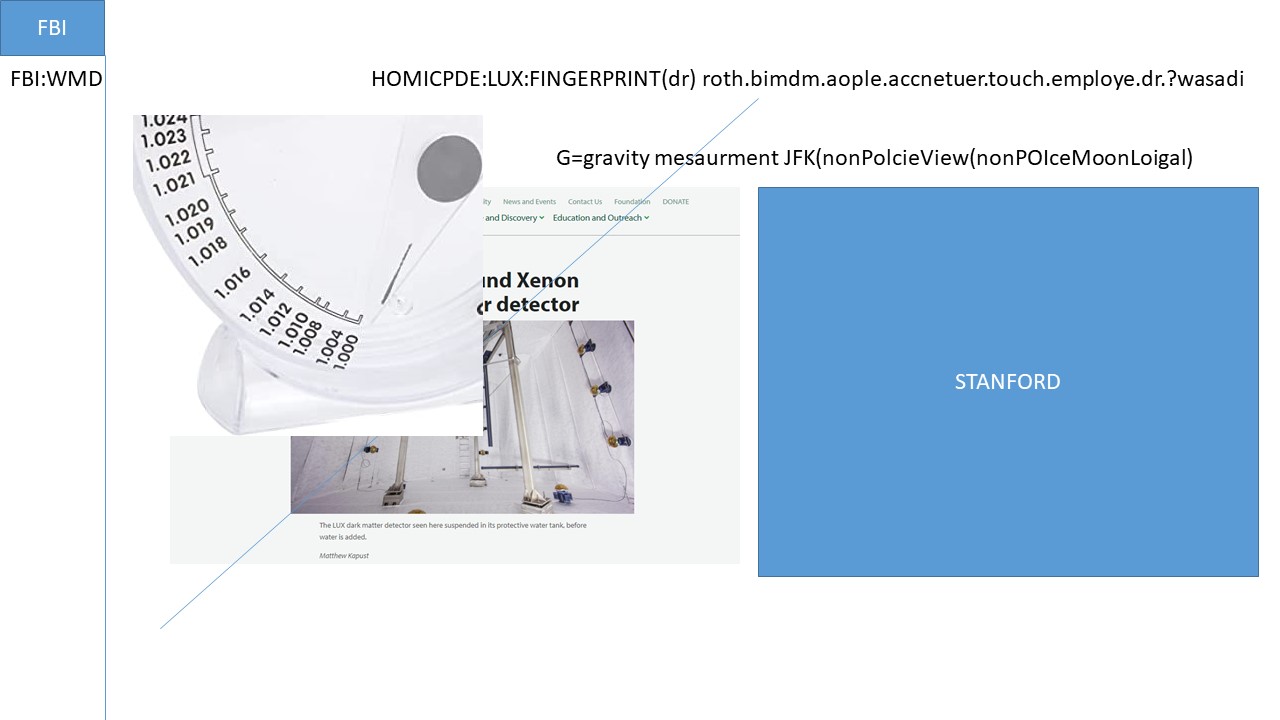 FBI
FBI:WMD
HOMICPDE:LUX:FINGERPRINT(dr) roth.bimdm.aople.accnetuer.touch.employe.dr.?wasadi
G=gravity mesaurment JFK(nonPolcieView(nonPOIceMoonLoigal)
1.024
1.023
1.022
1.021
1.020
1.019
1.018
1.016
1.014
1.012
1.010
1.008
1.004
1.000
News and Events Contact Us Foundation DONATE
and Discovery Education and Outreach
Xenon
detector
STANFORD
The LUX dark matter detector seen here suspended in its protective water tank, before
water is added.
Matthew Kapust